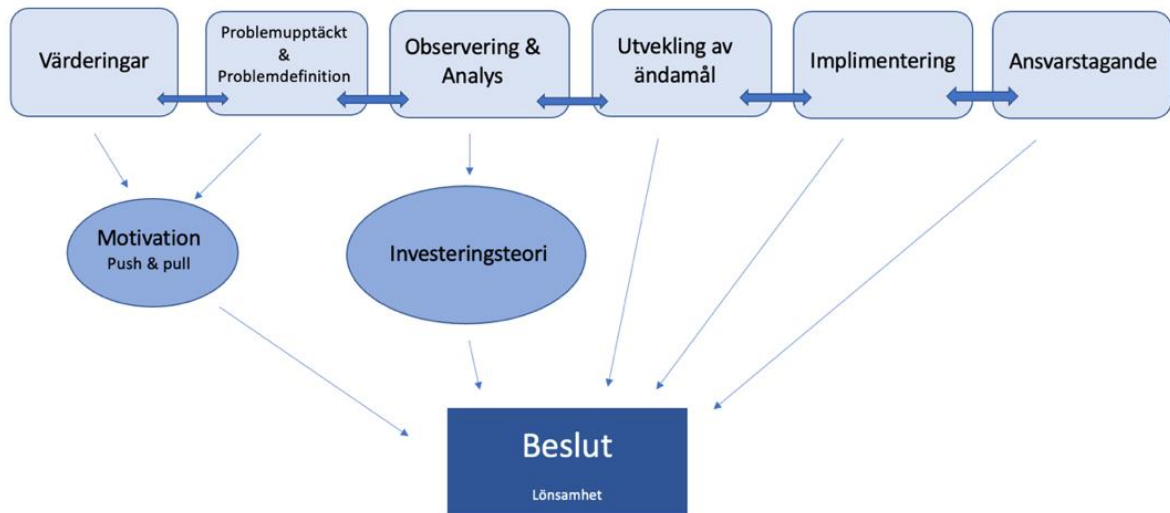 Värderingar
Problemupptäckt
&
Problemdefinition
Observering &
Analys
Utvekling av
ändamål
Implimentering
Ansvarstagande
Motivation
Push & pull
Investeringsteori
Beslut
Lönsamhet